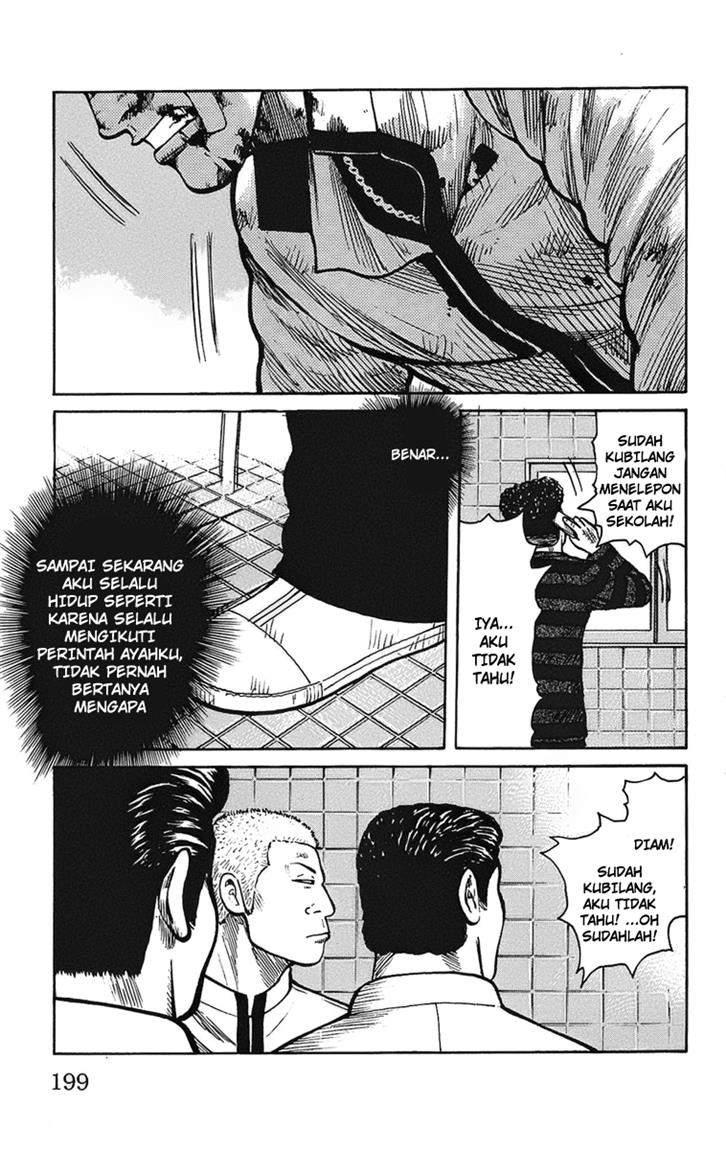 SUDAH
KUBILANG
JANGAN
MENELEPON
SAAT AKU
SEKOLAH!
IYA...
AKU
TIDAK
TAHU!
BENAR...
SAMPAI SEKARANG
AKU SELALU
HIDUP SEPERTI
KARENA SELALU
MENGIKUTI
PERINTAH AYAHKU,
TIDAK PERNAH
BERTANYA
MENGAPA
DIAM!
SUDAH
KUBILANG,
AKU TIDAK
TAHU! ...OH
SUDAHLAH!
199